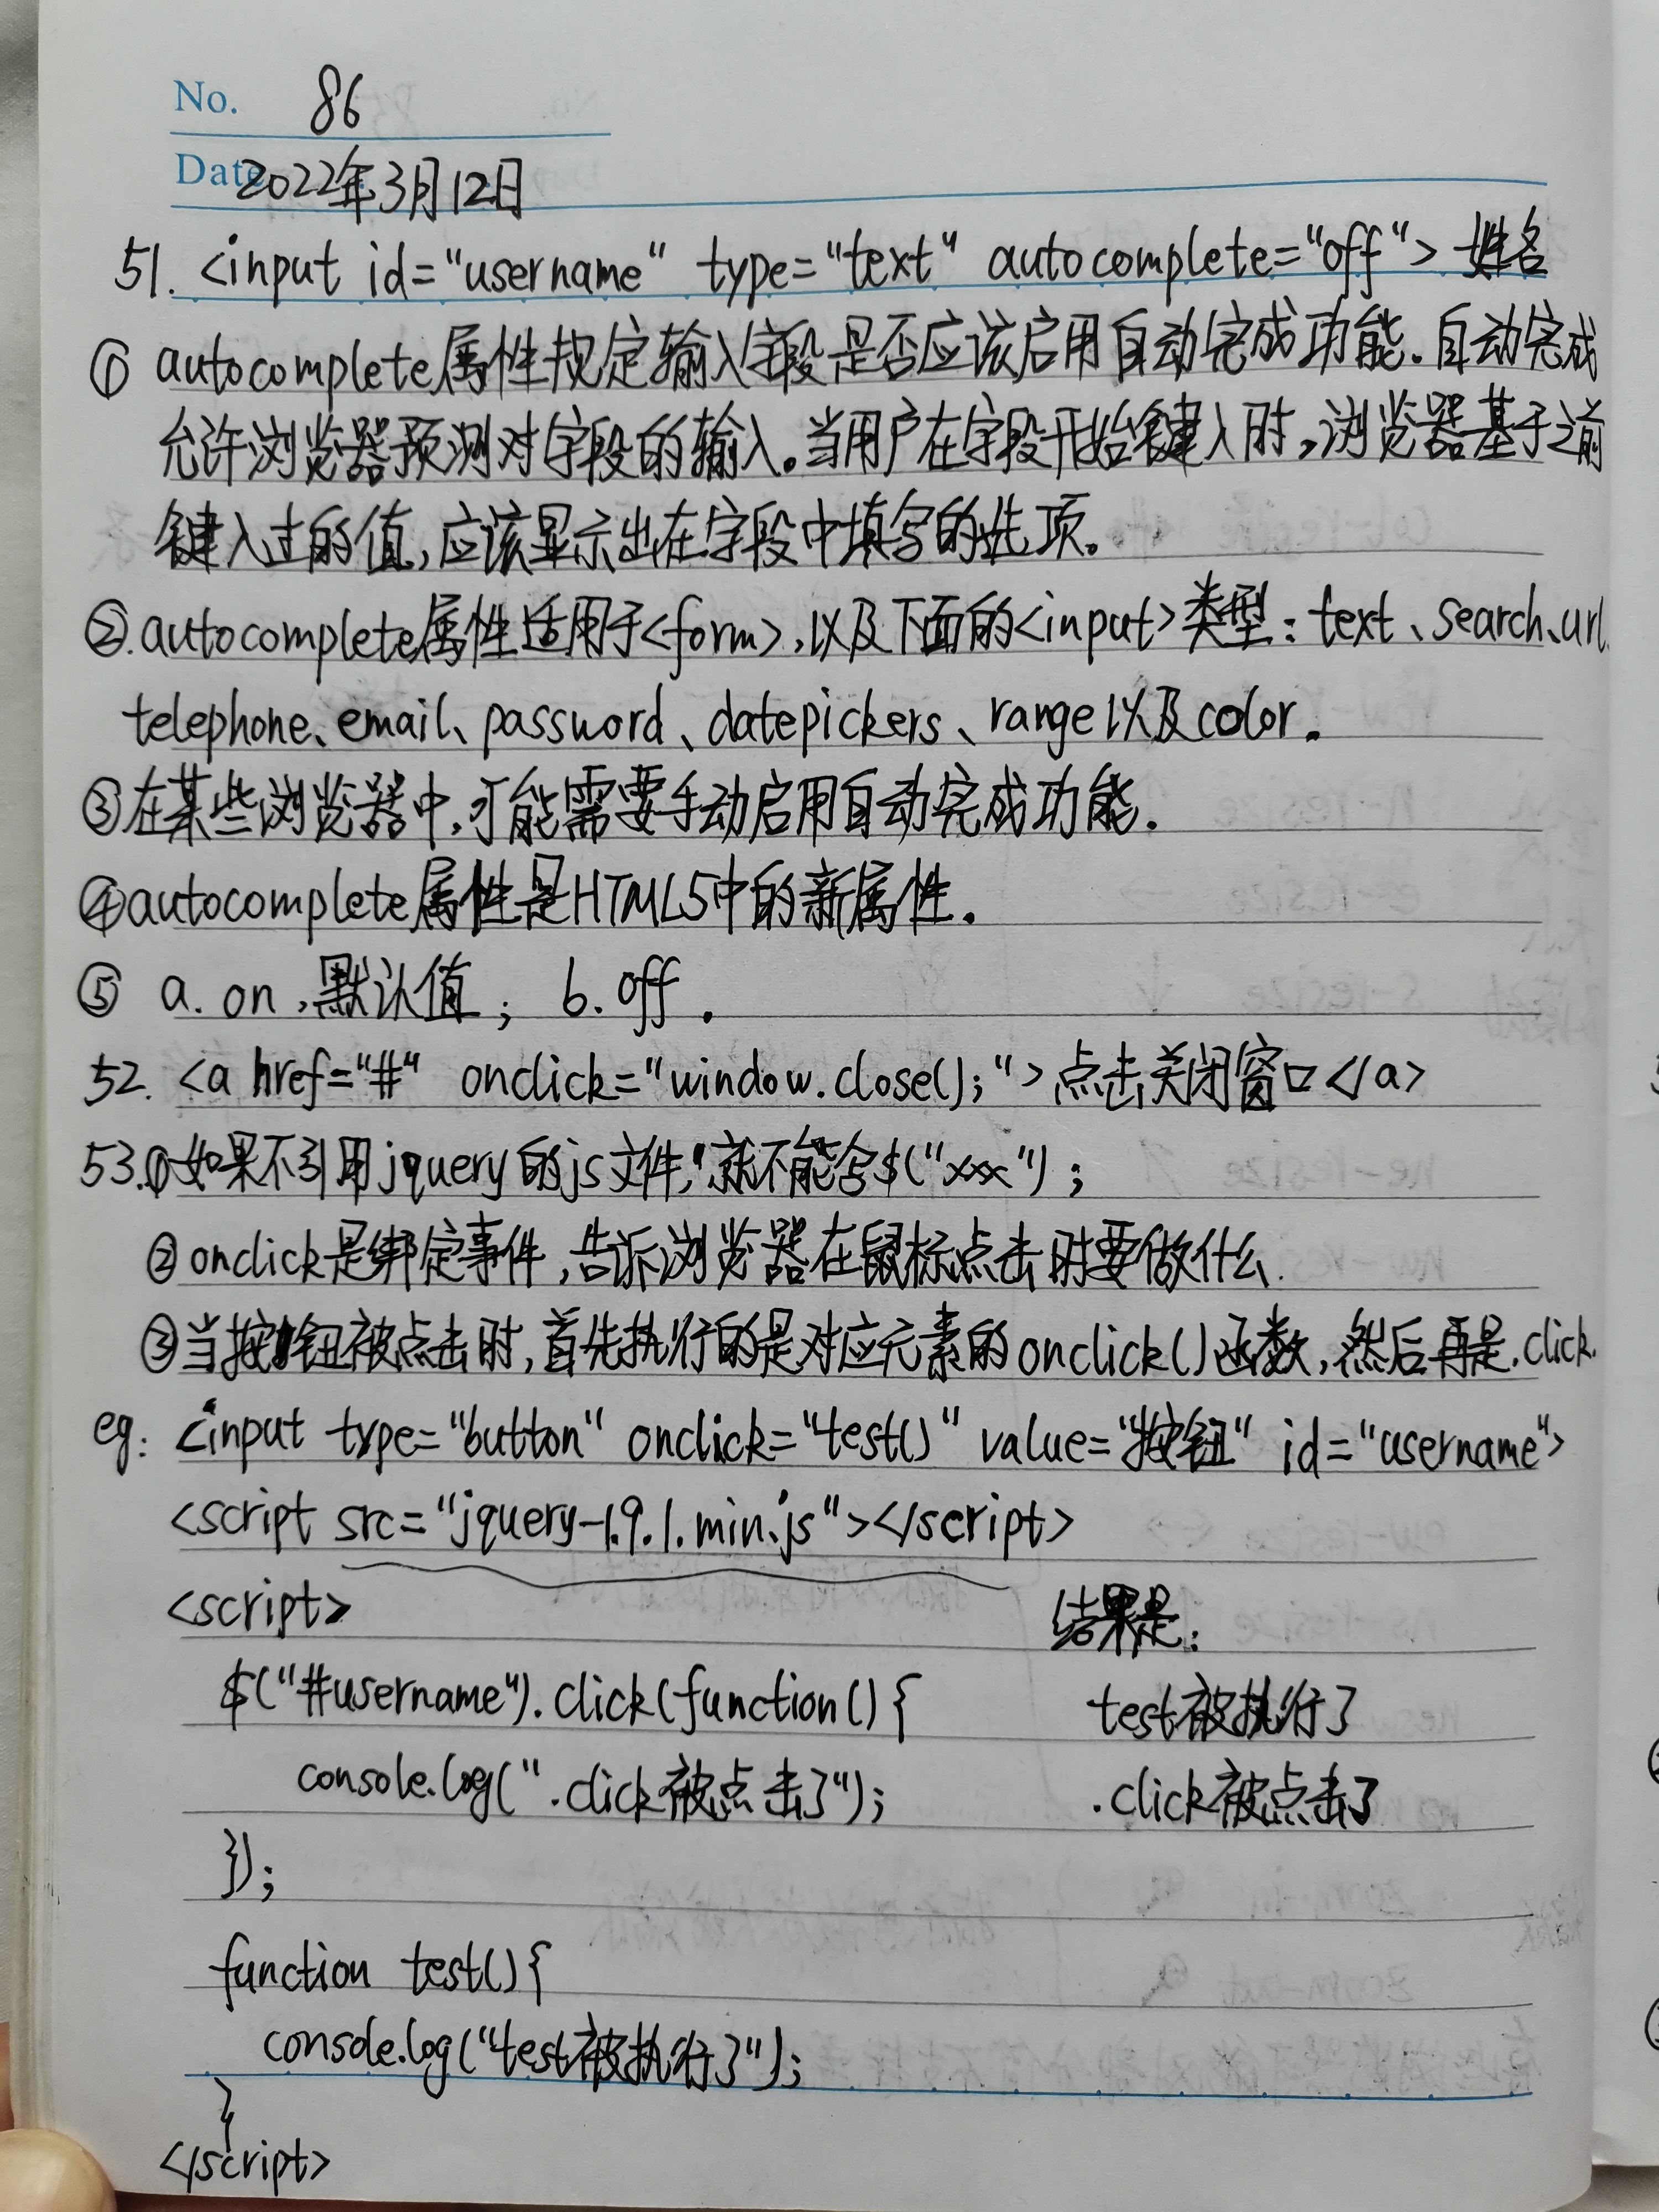 No. 86
Date 2022年3月12日
51. <input id="username" type="text" autocomplete="off"> 姓名
① autocomplete属性规定输入字段是否应该启用自动完成功能.自动完成
允许浏览器预测对字段的输入。当用户在字段开始键入时,浏览器基于之前
键入过的值,应该显示出在字段中填写的选项。
②.autocomplete属性适用于<form>,以及下面的<input>类型:text、search、url、
telephone、email、password、datepickers、range以及color.
③在某些浏览器中,可能需要手动启用自动完成功能.
④autocomplete属性是HTML5中的新属性.
⑤ a. on,默认值; b. off.
52. <a href="#" onclick="window.close();">点击关闭窗口</a>
53.①如果不引用jquery的js文件,就不能含$("xxx");
②onclick是绑定事件,告诉浏览器在鼠标点击时要做什么.
③当按钮被点击时,首先执行的是对应元素的onclick()函数,然后再是.click.
eg: <input type="button" onclick="test()" value="按钮" id="username">
<script src="jquery-1.9.1.min.js"></script>
<script> 结果是:
$("#username").click(function(){ test被执行了
console.log(".click被点击了"); .click被点击了
});
function test(){
console.log("test被执行了");
}
</script>